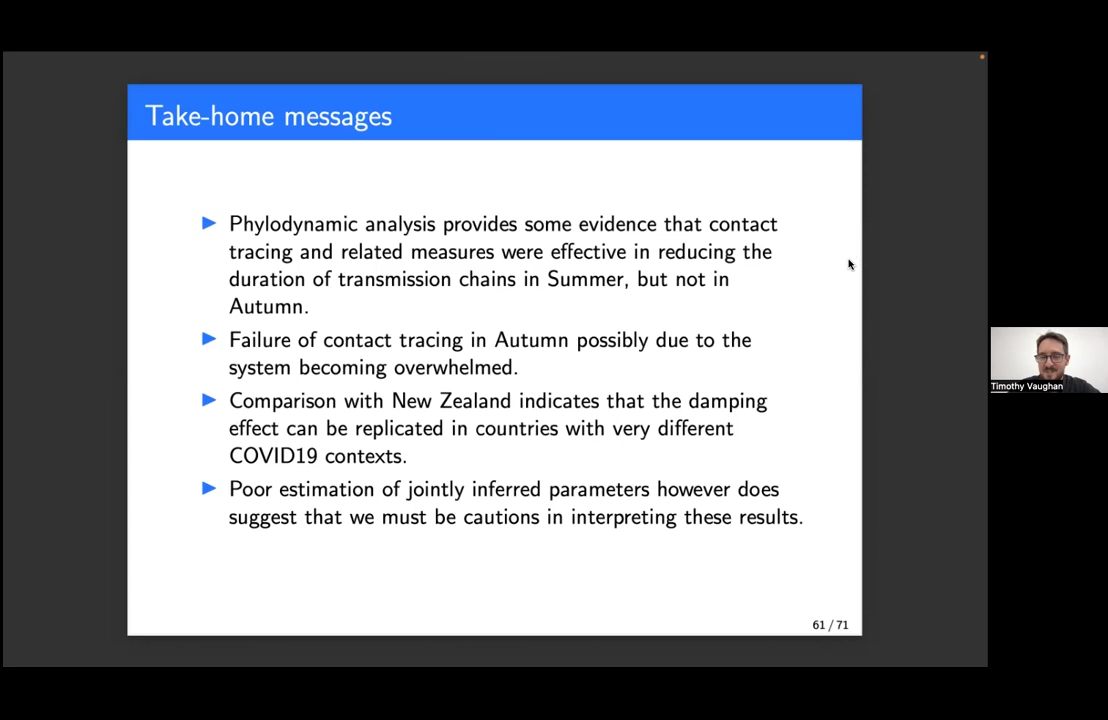 Take-home messages
Phylodynamic analysis provides some evidence that contact
tracing and related measures were effective in reducing the
duration of transmission chains in Summer, but not in
Autumn.
Failure of contact tracing in Autumn possibly due to the
system becoming overwhelmed.
Comparison with New Zealand indicates that the damping
effect can be replicated in countries with very different
COVID19 contexts.
Poor estimation of jointly inferred parameters however does
suggest that we must be cautions in interpreting these results.
61 / 71
Timothy Vaughan